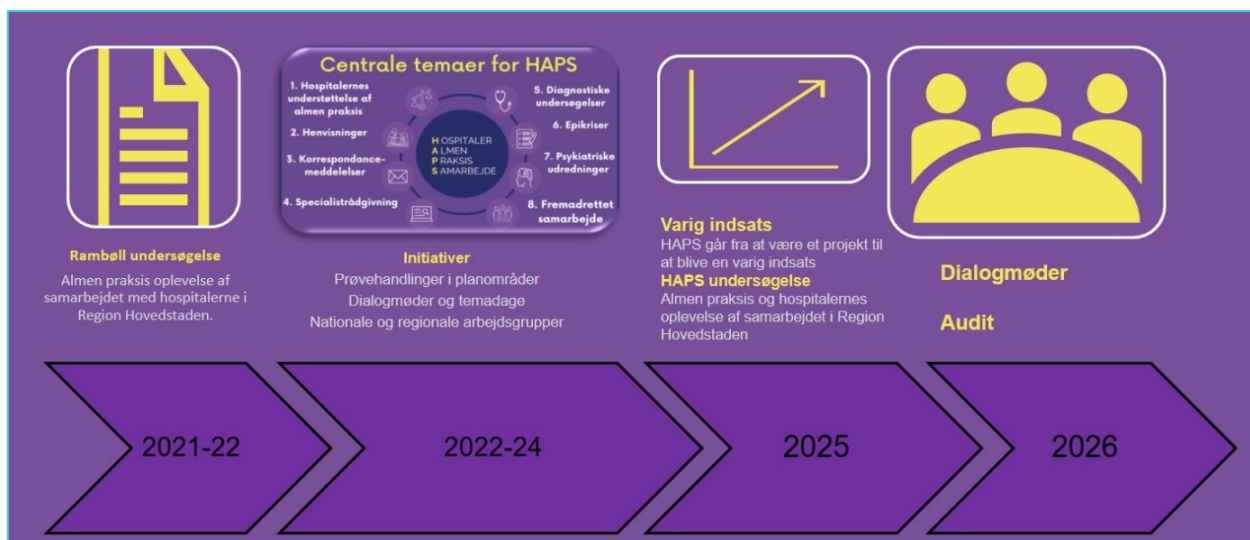 Rambøll undersøgelse
Almen praksis oplevelse af
samarbejdet med hospitalerne i
Region Hovedstaden.
Centrale temaer for HAPS
1. Hospitalernes
understøttelse af
almen praksis
2. Henvisninger
3. Korrespondance-
meddelelser
4. Specialistrådgivning
HOSPITALER
ALMEN
PRAKSIS
SAMARBEJDE
5. Diagnostiske
undersøgelser
6. Epikriser
7. Psykiatriske
udredninger
8. Fremadrettet
samarbejde
Initiativer
Prøvehandlinger i planområder
Dialogmøder og temadage
Nationale og regionale arbejdsgrupper
Varig indsats
HAPS går fra at være et projekt til
at blive en varig indsats
HAPS undersøgelse
Almen praksis og hospitalernes
oplevelse af samarbejdet i Region
Hovedstaden
Dialogmøder
Audit
2021-22
2022-24
2025
2026